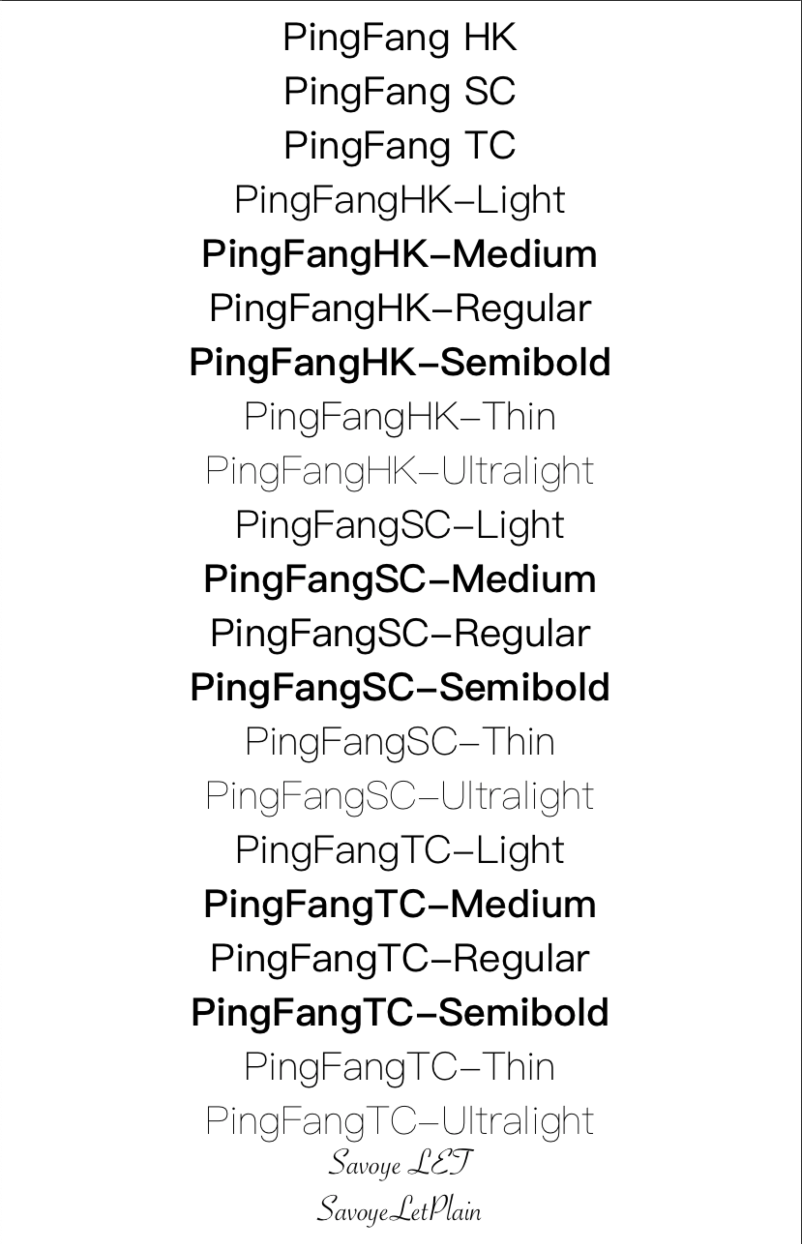 PingFang HK
PingFang SC
PingFang TC
PingFangHK-Light
PingFangHK-Medium
PingFangHK-Regular
PingFangHK-Semibold
PingFangHK-Thin
PingFangHK-Ultralight
PingFangSC-Light
PingFangSC-Medium
PingFangSC-Regular
PingFangSC-Semibold
PingFangSC-Thin
PingFangSC-Ultralight
PingFangTC-Light
PingFangTC-Medium
PingFangTC-Regular
PingFangTC-Semibold
PingFangTC-Thin
PingFangTC-Ultralight
Savoye LET
SavoyeLetPlain